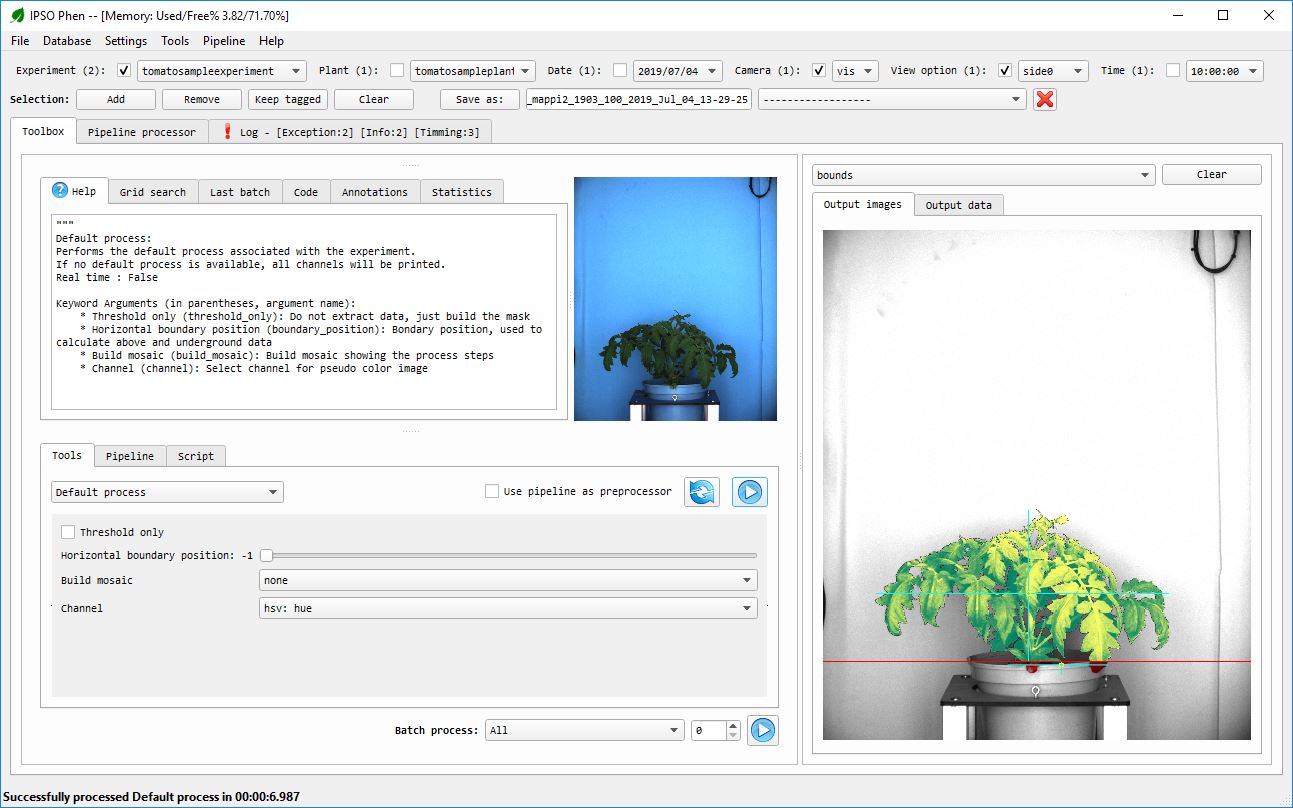 IPSO Phen -- [Memory: Used/Free% 3.82/71.70%]
File Database Settings Tools Pipeline Help
Experiment (2): tomatosampleexperiment Plant (1): tomatosampleplant Date (1): 2019/07/04 Camera (1): vis View option (1): side0 Time (1): 10:00:00
Selection: Add Remove Keep tagged Clear Save as: _mappi2_1903_100_2019_Jul_04_13-29-25 ------------------
Toolbox Pipeline processor Log - [Exception:2] [Info:2] [Timming:3]
Help Grid search Last batch Code Annotations Statistics
"""
Default process:
Performs the default process associated with the experiment.
If no default process is available, all channels will be printed.
Real time : False
Keyword Arguments (in parentheses, argument name):
* Threshold only (threshold_only): Do not extract data, just build the mask
* Horizontal boundary position (boundary_position): Bondary position, used to
calculate above and underground data
* Build mosaic (build_mosaic): Build mosaic showing the process steps
* Channel (channel): Select channel for pseudo color image
Tools Pipeline Script
Default process Use pipeline as preprocessor
Threshold only
Horizontal boundary position: -1
Build mosaic none
Channel hsv: hue
Batch process: All 0
bounds Clear
Output images Output data
Successfully processed Default process in 00:00:6.987